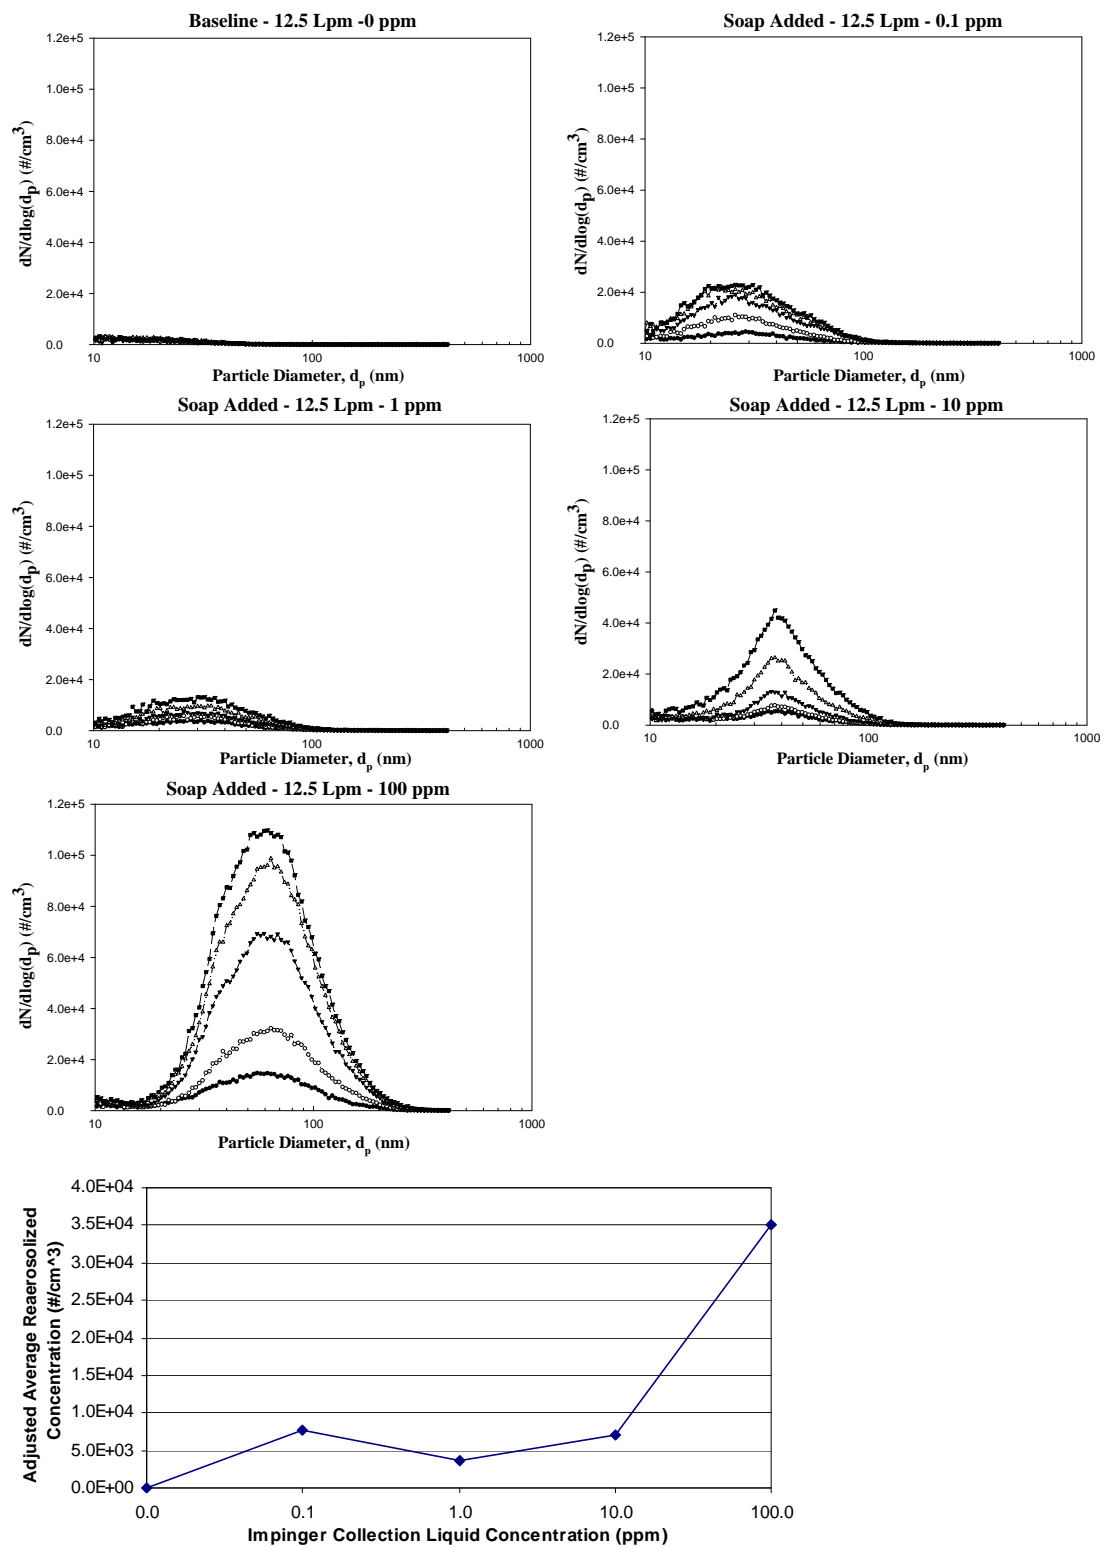 Baseline - 12.5 Lpm -0 ppm
1.2e+5
1.0e+5
8.0e+4
6.0e+4
4.0e+4
2.0e+4
0.0
dN/dlog(dp) (#/cm3)
10 100 1000
Particle Diameter, dp (nm)
Soap Added - 12.5 Lpm - 0.1 ppm
1.2e+5
1.0e+5
8.0e+4
6.0e+4
4.0e+4
2.0e+4
0.0
dN/dlog(dp) (#/cm3)
10 100 1000
Particle Diameter, dp (nm)
Soap Added - 12.5 Lpm - 1 ppm
1.2e+5
1.0e+5
8.0e+4
6.0e+4
4.0e+4
2.0e+4
0.0
dN/dlog(dp) (#/cm3)
10 100 1000
Particle Diameter, dp (nm)
Soap Added - 12.5 Lpm - 10 ppm
1.2e+5
1.0e+5
8.0e+4
6.0e+4
4.0e+4
2.0e+4
0.0
dN/dlog(dp) (#/cm3)
10 100 1000
Particle Diameter, dp (nm)
Soap Added - 12.5 Lpm - 100 ppm
1.2e+5
1.0e+5
8.0e+4
6.0e+4
4.0e+4
2.0e+4
0.0
dN/dlog(dp) (#/cm3)
10 100 1000
Particle Diameter, dp (nm)
4.0E+04
3.5E+04
3.0E+04
2.5E+04
2.0E+04
1.5E+04
1.0E+04
5.0E+03
0.0E+00
Adjusted Average Reaerosolized
Concentration (#/cm^3)
0.0 0.1 1.0 10.0 100.0
Impinger Collection Liquid Concentration (ppm)